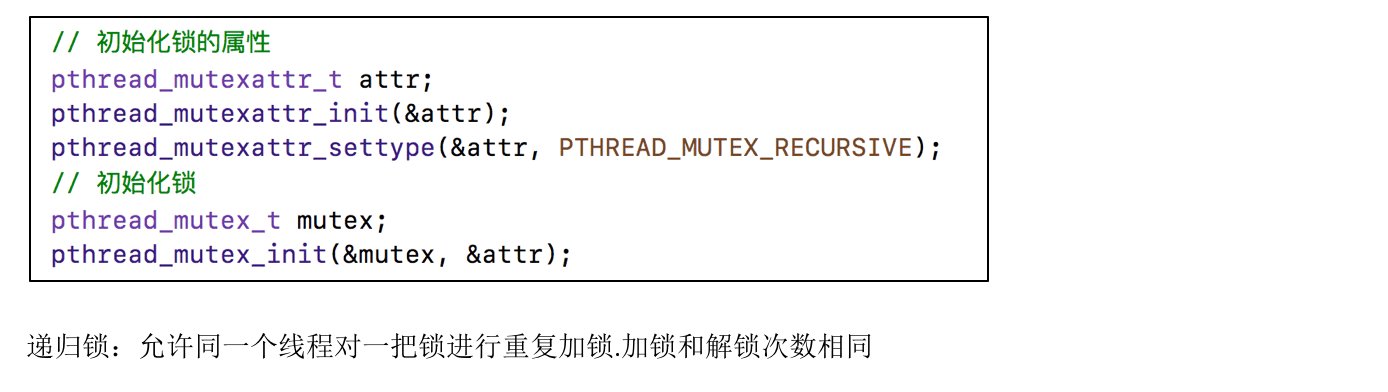 // 初始化锁的属性
pthread_mutexattr_t attr;
pthread_mutexattr_init(&attr);
pthread_mutexattr_settype(&attr, PTHREAD_MUTEX_RECURSIVE);
// 初始化锁
pthread_mutex_t mutex;
pthread_mutex_init(&mutex, &attr);
递归锁：允许同一个线程对一把锁进行重复加锁.加锁和解锁次数相同